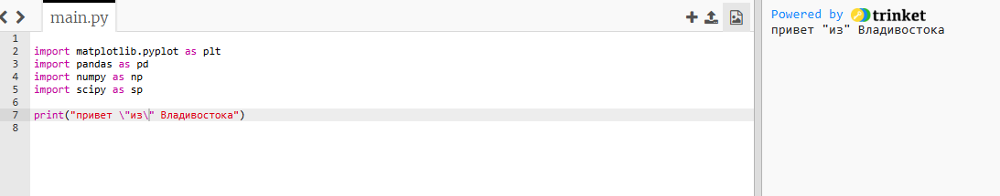 main.py
1
2 import matplotlib.pyplot as plt
3 import pandas as pd
4 import numpy as np
5 import scipy as sp
6
7 print("привет \"из\" Владивостока")
8
Powered by trinket
привет "из" Владивостока